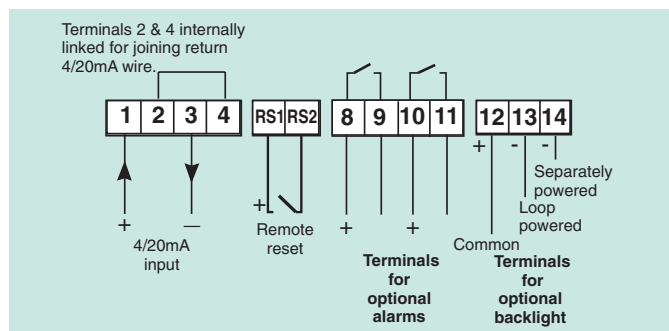 Terminals 2 & 4 internally
linked for joining return
4/20mA wire.
1 2 3 4 RS1 RS2 8 9 10 11 12 13 14
+ - -
Separately
powered
Loop
powered
+ — + Remote
reset
+ + Common
4/20mA
input
Terminals
for
optional
alarms
Terminals
for
optional
backlight